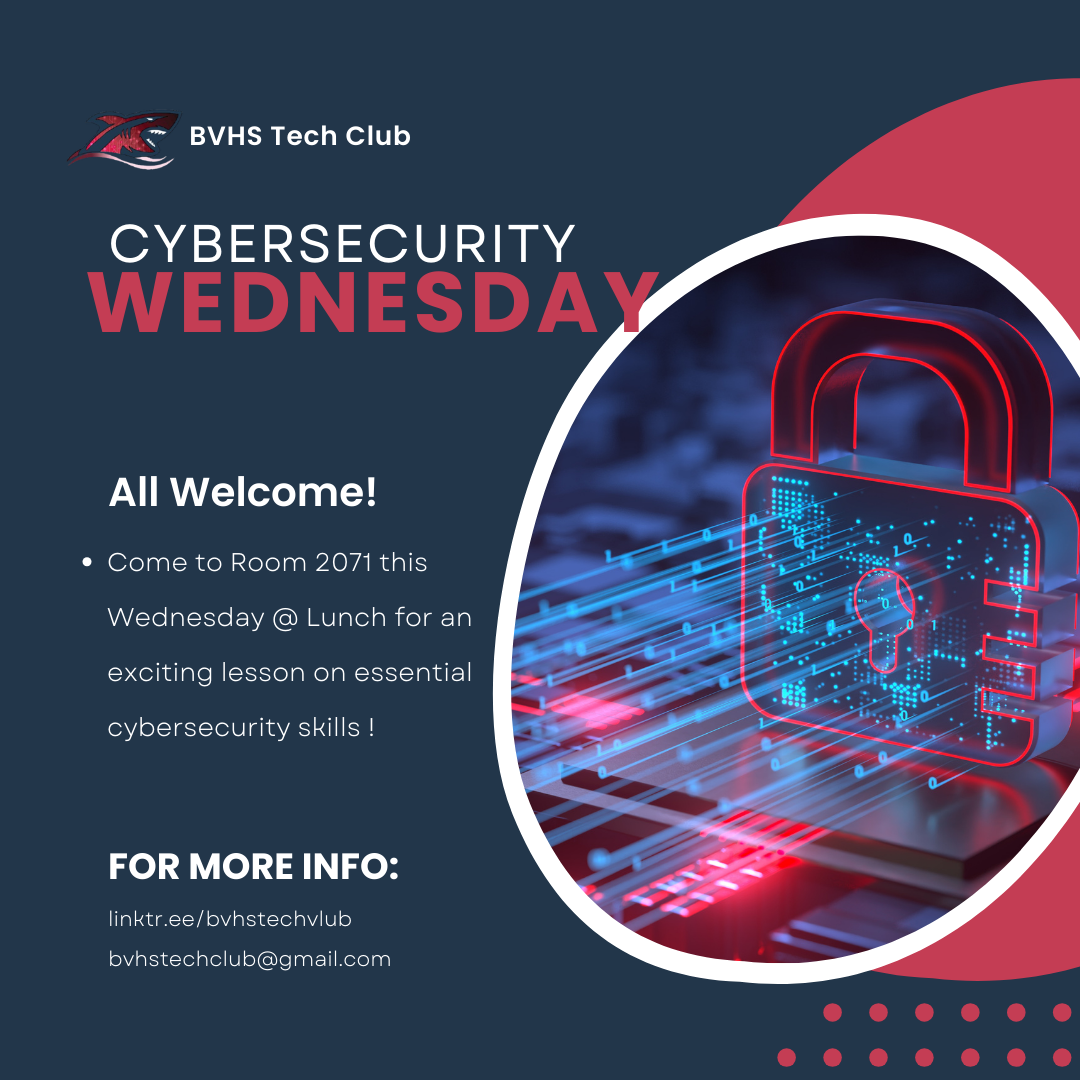 BVHS Tech Club
CYBERSECURITY
WEDNESDAY
All Welcome!
• Come to Room 2071 this
Wednesday @ Lunch for an
exciting lesson on essential
cybersecurity skills !
FOR MORE INFO:
linktr.ee/bvhstechvlub
bvhstechclub@gmail.com